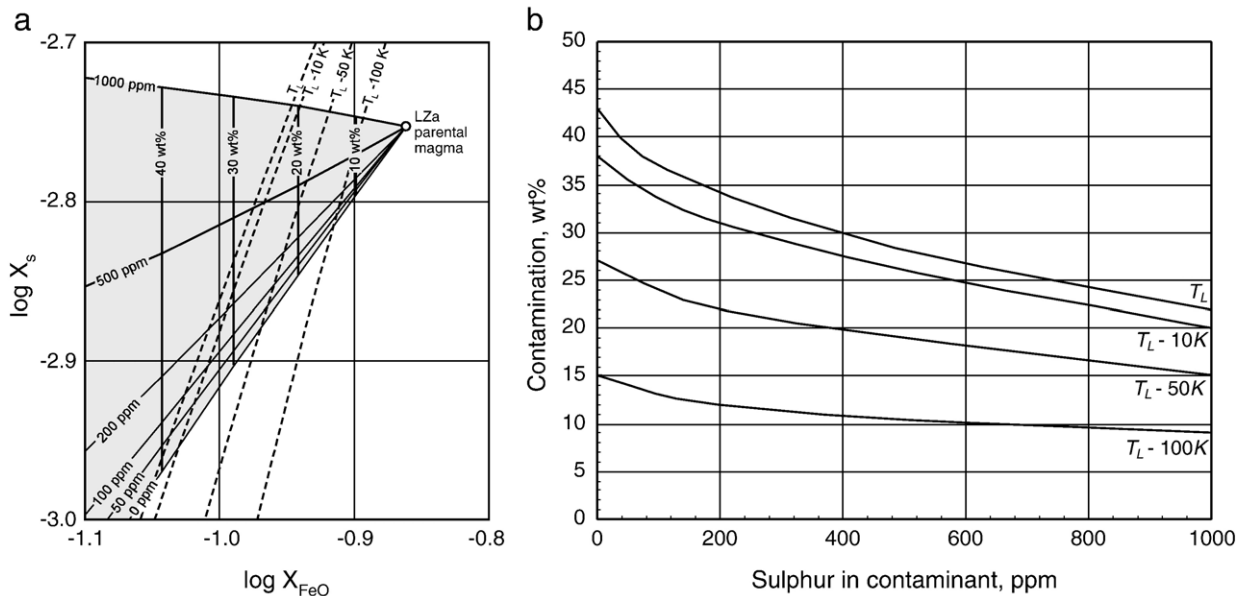 a
-2.7
-2.8
-2.9
-3.0
-1.1
-1.0
-0.9
-0.8
log X_s
log X_FeO
1000 ppm
500 ppm
200 ppm
100 ppm
50 ppm
0 ppm
40 wt%
30 wt%
20 wt%
10 wt%
T_L
T_L -10 K
T_L -50 K
T_L -100 K
LZa
parental
magma
b
50
45
40
35
30
25
20
15
10
5
0
0
200
400
600
800
1000
Contamination, wt%
Sulphur in contaminant, ppm
T_L
T_L - 10K
T_L - 50K
T_L - 100K